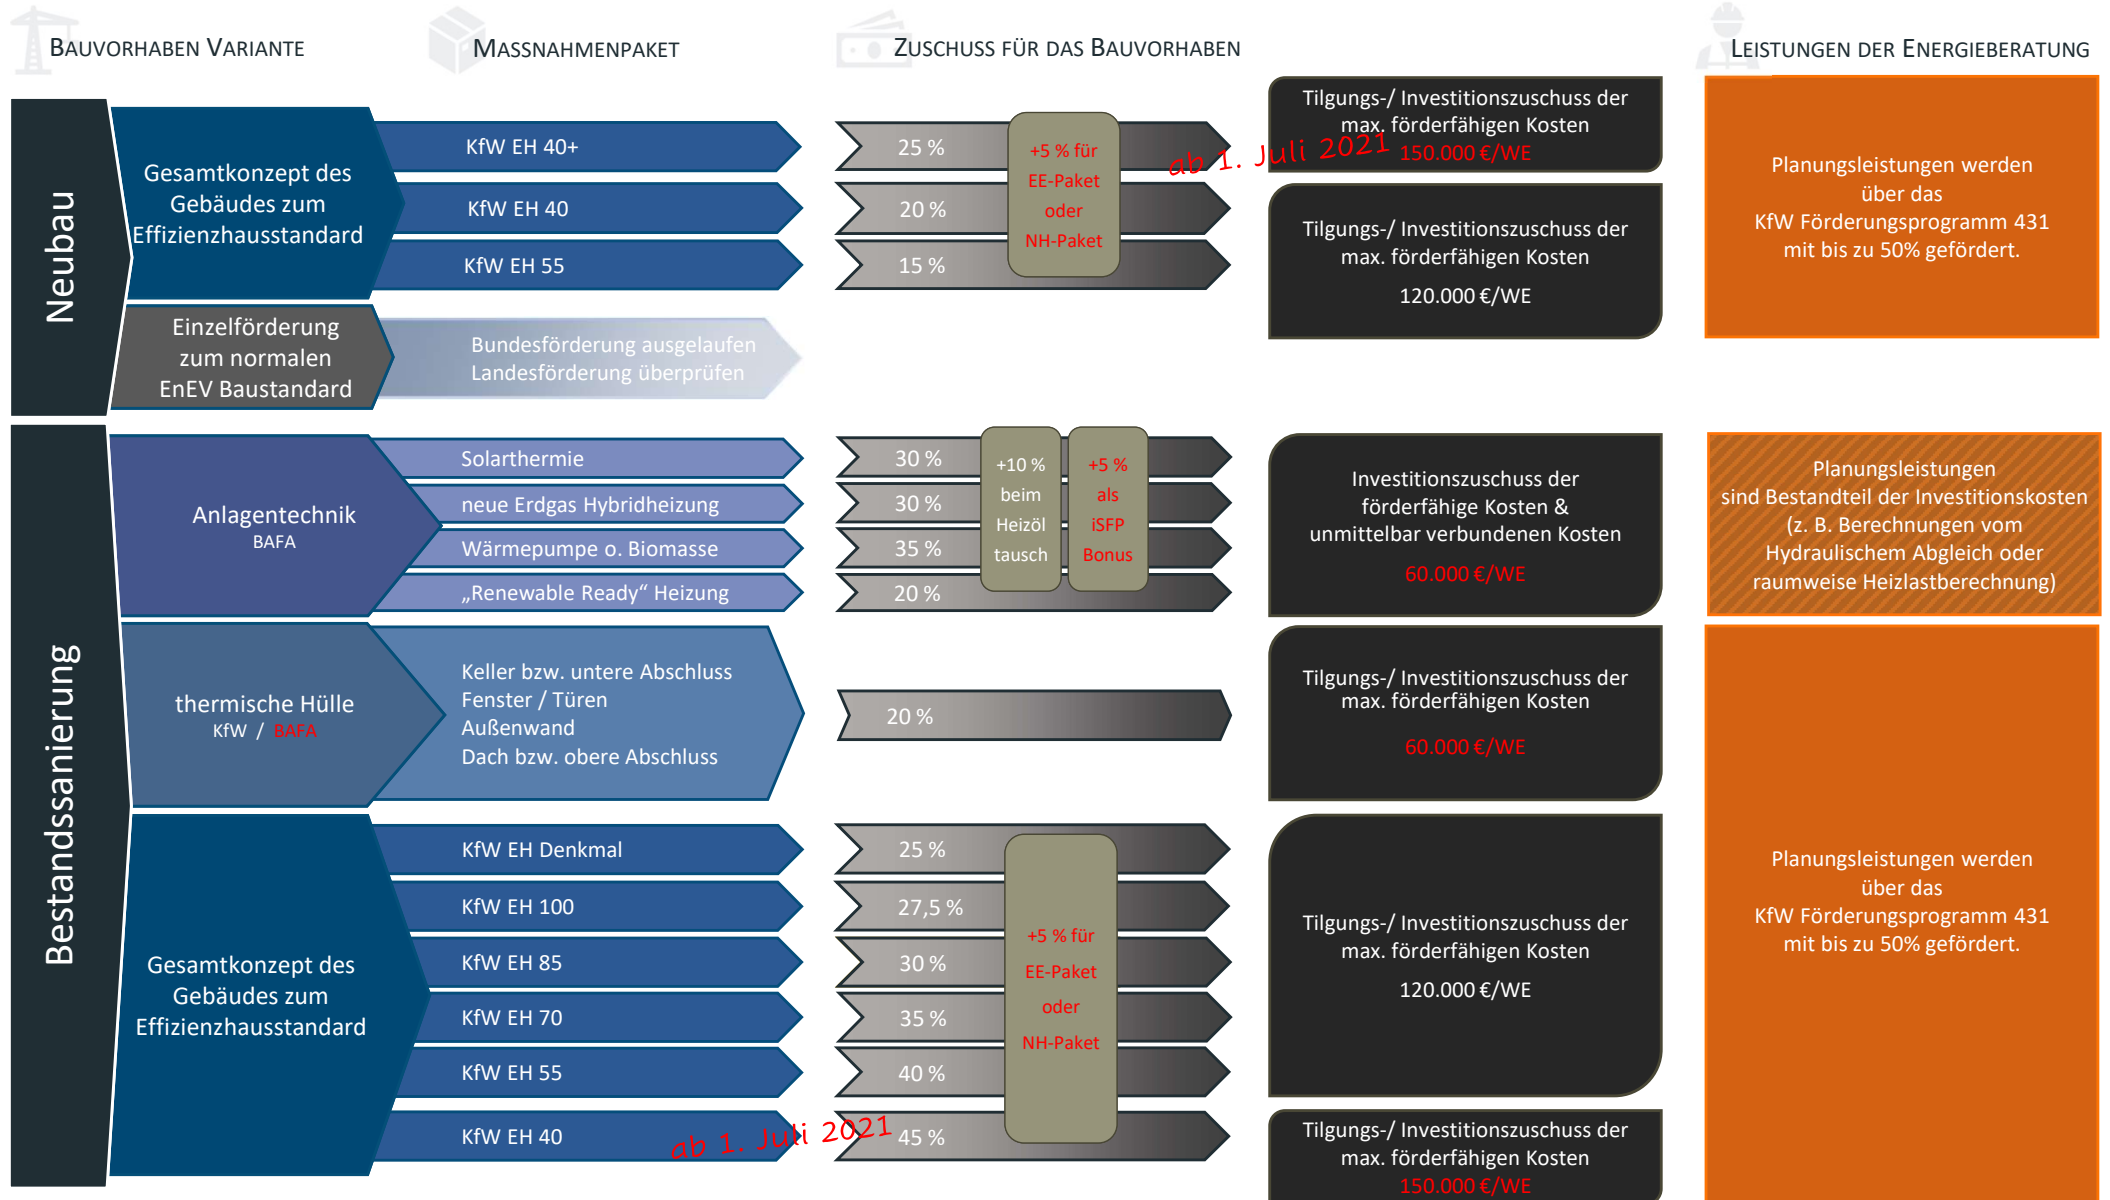 BAUVORHABEN VARIANTE
MASSNAHMENPAKET
ZUSCHUSS FÜR DAS BAUVORHABEN
LEISTUNGEN DER ENERGIEBERATUNG
Neubau
Gesamtkonzept des
Gebäudes zum
Effizienzhausstandard
KfW EH 40+
KfW EH 40
KfW EH 55
25 %
20 %
15 %
+5 % für
EE-Paket
oder
NH-Paket
ab 1. Juli 2021
Tilgungs-/ Investitionszuschuss der
max. förderfähigen Kosten
150.000 €/WE
Tilgungs-/ Investitionszuschuss der
max. förderfähigen Kosten
120.000 €/WE
Planungsleistungen werden
über das
KfW Förderungsprogramm 431
mit bis zu 50% gefördert.
Einzelförderung
zum normalen
EnEV Baustandard
Bundesförderung ausgelaufen
Landesförderung überprüfen
Bestandssanierung
Anlagentechnik
BAFA
Solarthermie
neue Erdgas Hybridheizung
Wärmepumpe o. Biomasse
„Renewable Ready“ Heizung
30 %
30 %
35 %
20 %
+10 %
beim
Heizöl
tausch
+5 %
als
iSFP
Bonus
Investitionszuschuss der
förderfähige Kosten &
unmittelbar verbundenen Kosten
60.000 €/WE
Planungsleistungen
sind Bestandteil der Investitionskosten
(z. B. Berechnungen vom
Hydraulischem Abgleich oder
raumweise Heizlastberechnung)
thermische Hülle
KfW / BAFA
Keller bzw. untere Abschluss
Fenster / Türen
Außenwand
Dach bzw. obere Abschluss
20 %
Tilgungs-/ Investitionszuschuss der
max. förderfähigen Kosten
60.000 €/WE
Gesamtkonzept des
Gebäudes zum
Effizienzhausstandard
KfW EH Denkmal
KfW EH 100
KfW EH 85
KfW EH 70
KfW EH 55
KfW EH 40
ab 1. Juli 2021
25 %
27,5 %
30 %
35 %
40 %
45 %
+5 % für
EE-Paket
oder
NH-Paket
Tilgungs-/ Investitionszuschuss der
max. förderfähigen Kosten
120.000 €/WE
Tilgungs-/ Investitionszuschuss der
max. förderfähigen Kosten
150.000 €/WE
Planungsleistungen werden
über das
KfW Förderungsprogramm 431
mit bis zu 50% gefördert.